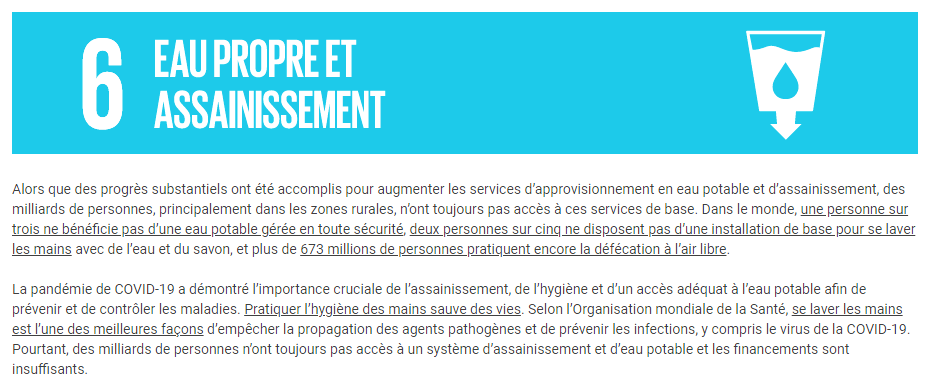 6
EAU PROPRE ET
ASSAINISSEMENT
Alors que des progrès substantiels ont été accomplis pour augmenter les services d’approvisionnement en eau potable et d’assainissement, des
milliards de personnes, principalement dans les zones rurales, n’ont toujours pas accès à ces services de base. Dans le monde, une personne sur
trois ne bénéficie pas d’une eau potable gérée en toute sécurité, deux personnes sur cinq ne disposent pas d’une installation de base pour se laver
les mains avec de l’eau et du savon, et plus de 673 millions de personnes pratiquent encore la défécation à l’air libre.
La pandémie de COVID-19 a démontré l’importance cruciale de l’assainissement, de l’hygiène et d’un accès adéquat à l’eau potable afin de
prévenir et de contrôler les maladies. Pratiquer l’hygiène des mains sauve des vies. Selon l’Organisation mondiale de la Santé, se laver les mains
est l’une des meilleures façons d’empêcher la propagation des agents pathogènes et de prévenir les infections, y compris le virus de la COVID-19.
Pourtant, des milliards de personnes n’ont toujours pas accès à un système d’assainissement et d’eau potable et les financements sont
insuffisants.